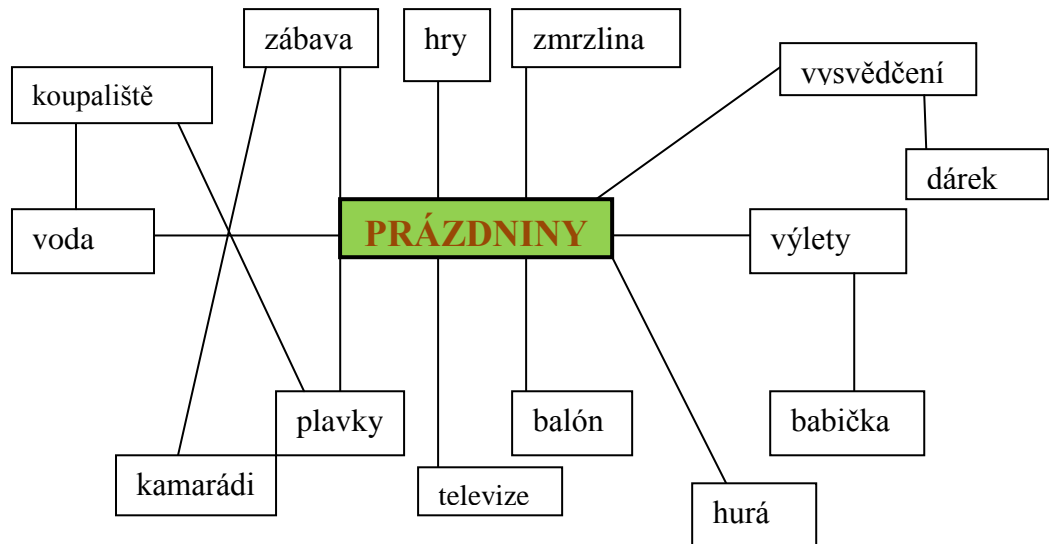 zábava
hry
zmrzlina
vysvědčení
koupaliště
dárek
voda
PRÁZDNINY
výlety
plavky
balón
babička
kamarádi
televize
hurá